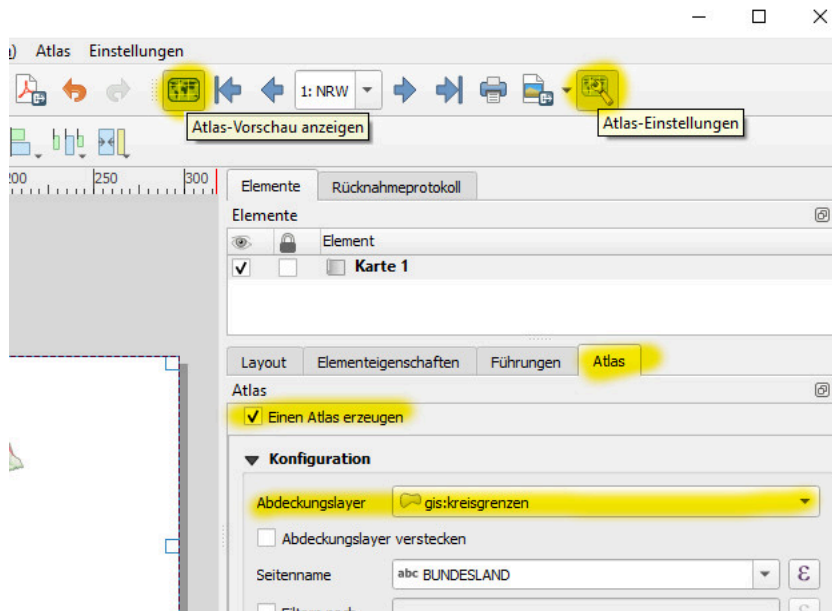 Atlas Einstellungen
1: NRW
Atlas-Vorschau anzeigen
Atlas-Einstellungen
250 300
Elemente Rücknahmeprotokoll
Elemente
Element
Karte 1
Layout Elementeigenschaften Führungen Atlas
Atlas
Einen Atlas erzeugen
Konfiguration
Abdeckungslayer gis:kreisgrenzen
Abdeckungslayer verstecken
Seitenname abc BUNDESLAND ε